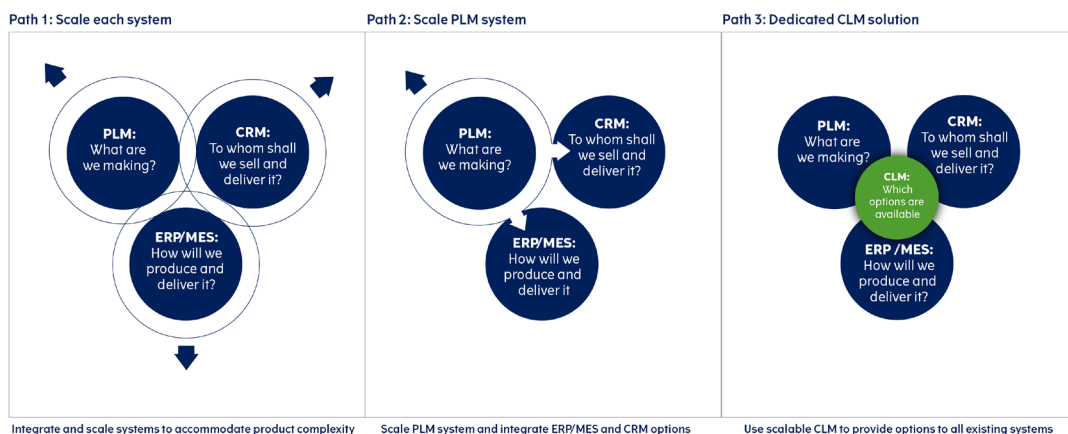 Path 1: Scale each system
PLM:
What are
we making?
CRM:
To whom shall
we sell and
deliver it?
ERP/MES:
How will we
produce and
deliver it?
Integrate and scale systems to accommodate product complexity
Path 2: Scale PLM system
PLM:
What are
we making?
CRM:
To whom shall
we sell and
deliver it?
ERP/MES:
How will we
produce and
deliver it
Scale PLM system and integrate ERP/MES and CRM options
Path 3: Dedicated CLM solution
PLM:
What are
we making?
CRM:
To whom shall
we sell and
deliver it?
CLM:
Which
options are
available
ERP /MES:
How will we
produce and
deliver it?
Use scalable CLM to provide options to all existing systems